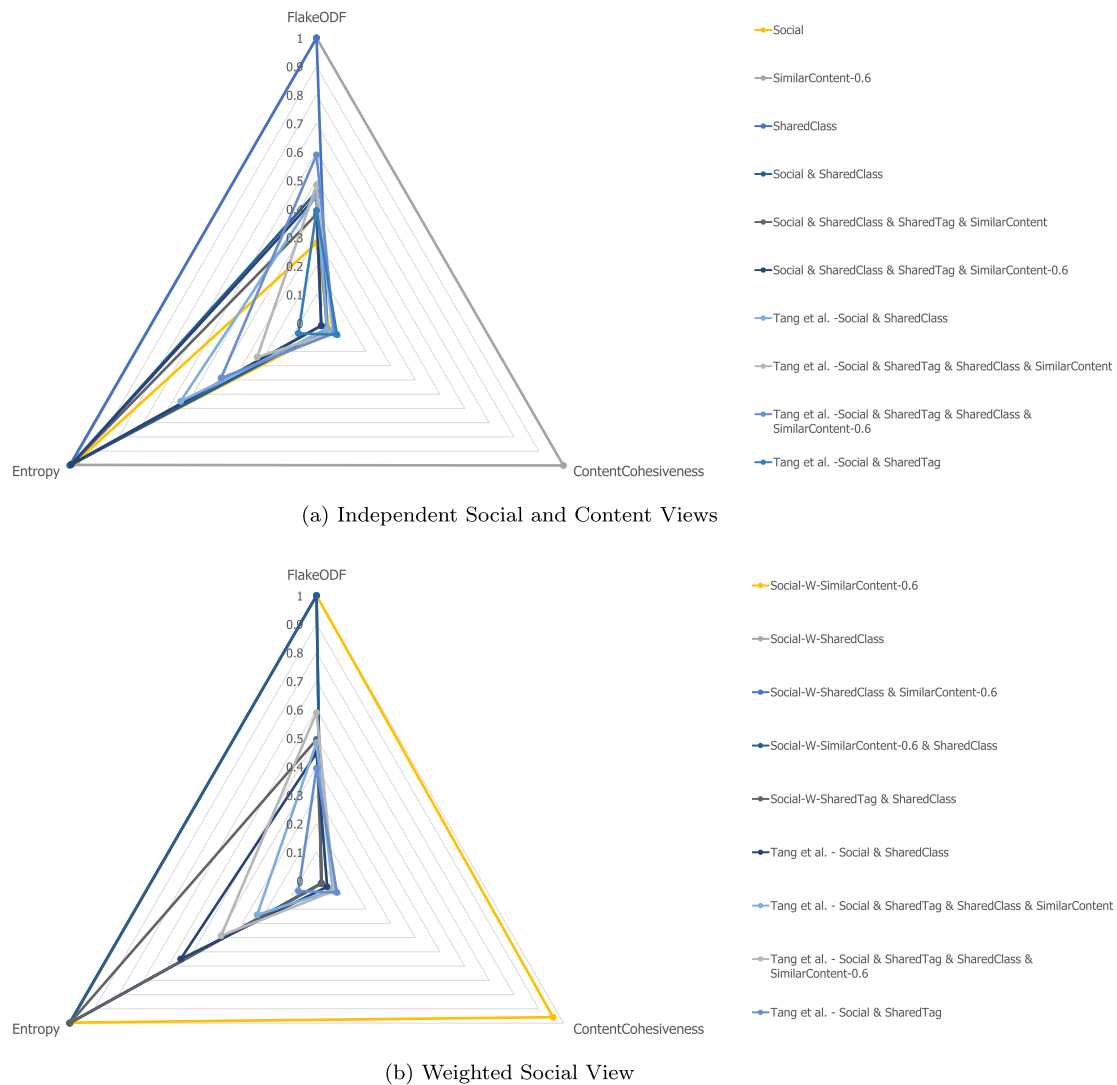 FlakeODF
1
0.9
0.8
0.7
0.6
0.5
0.4
0.3
0.2
0.1
0
Entropy
ContentCohesiveness
Social
SimilarContent-0.6
SharedClass
Social & SharedClass
Social & SharedClass & SharedTag & SimilarContent
Social & SharedClass & SharedTag & SimilarContent-0.6
Tang et al. -Social & SharedClass
Tang et al. -Social & SharedTag & SharedClass & SimilarContent
Tang et al. -Social & SharedTag & SharedClass &
SimilarContent-0.6
Tang et al. -Social & SharedTag
(a) Independent Social and Content Views
FlakeODF
1
0.9
0.8
0.7
0.6
0.5
0.4
0.3
0.2
0.1
0
Entropy
ContentCohesiveness
Social-W-SimilarContent-0.6
Social-W-SharedClass
Social-W-SharedClass & SimilarContent-0.6
Social-W-SimilarContent-0.6 & SharedClass
Social-W-SharedTag & SharedClass
Tang et al. - Social & SharedClass
Tang et al. - Social & SharedTag & SharedClass & SimilarContent
Tang et al. - Social & SharedTag & SharedClass &
SimilarContent-0.6
Tang et al. - Social & SharedTag
(b) Weighted Social View